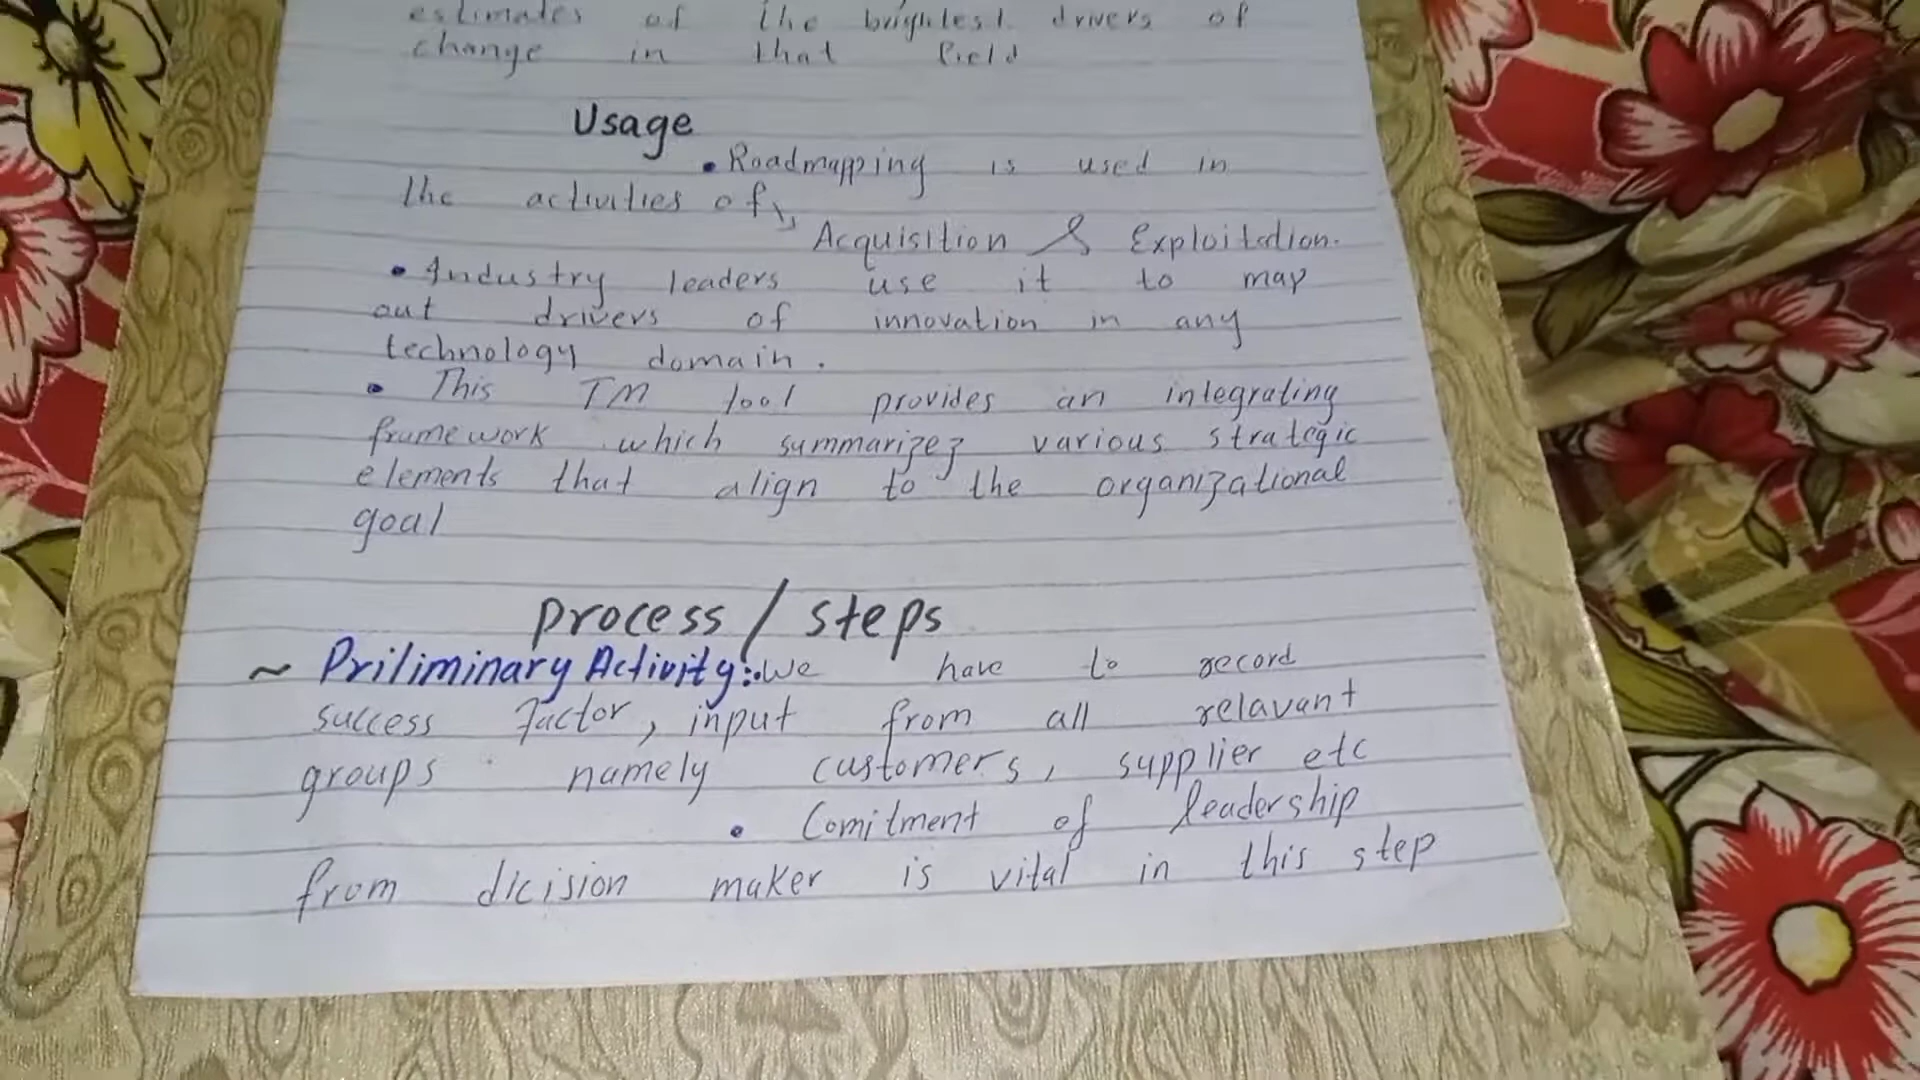 estimates of the brightest drivers of
change in that field
Usage
• Roadmapping is used in
the activities of
Acquisition & Exploitation.
• Industry leaders use it to map
out drivers of innovation in any
technology domain.
• This TM tool provides an integrating
framework which summarizez various strategic
elements that align to the organizational
goal
Process / steps
~ Priliminary Activity:. We have to record
success factor, input from all relavant
groups namely customers, supplier etc
• Comitment of leadership
from dicision maker is vital in this step